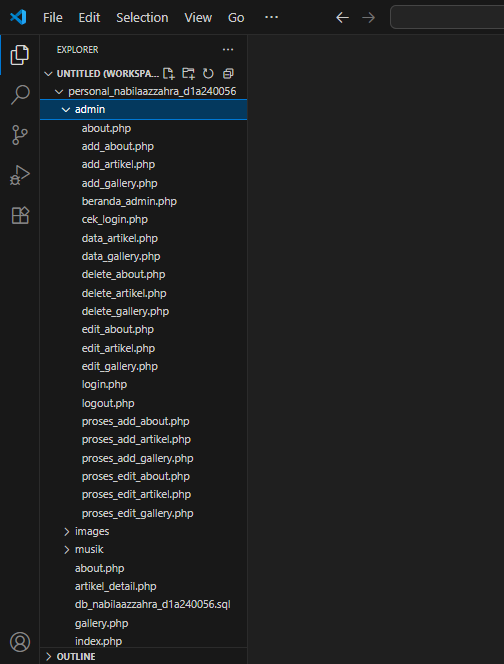 File Edit Selection View Go ···
EXPLORER ···
UNTITLED (WORKSPA...
personal_nabilaazzahra_d1a240056
admin
about.php
add_about.php
add_artikel.php
add_gallery.php
beranda_admin.php
cek_login.php
data_artikel.php
data_gallery.php
delete_about.php
delete_artikel.php
delete_gallery.php
edit_about.php
edit_artikel.php
edit_gallery.php
login.php
logout.php
proses_add_about.php
proses_add_artikel.php
proses_add_gallery.php
proses_edit_about.php
proses_edit_artikel.php
proses_edit_gallery.php
images
musik
about.php
artikel_detail.php
db_nabilaazzahra_d1a240056.sql
gallery.php
index.php
OUTLINE